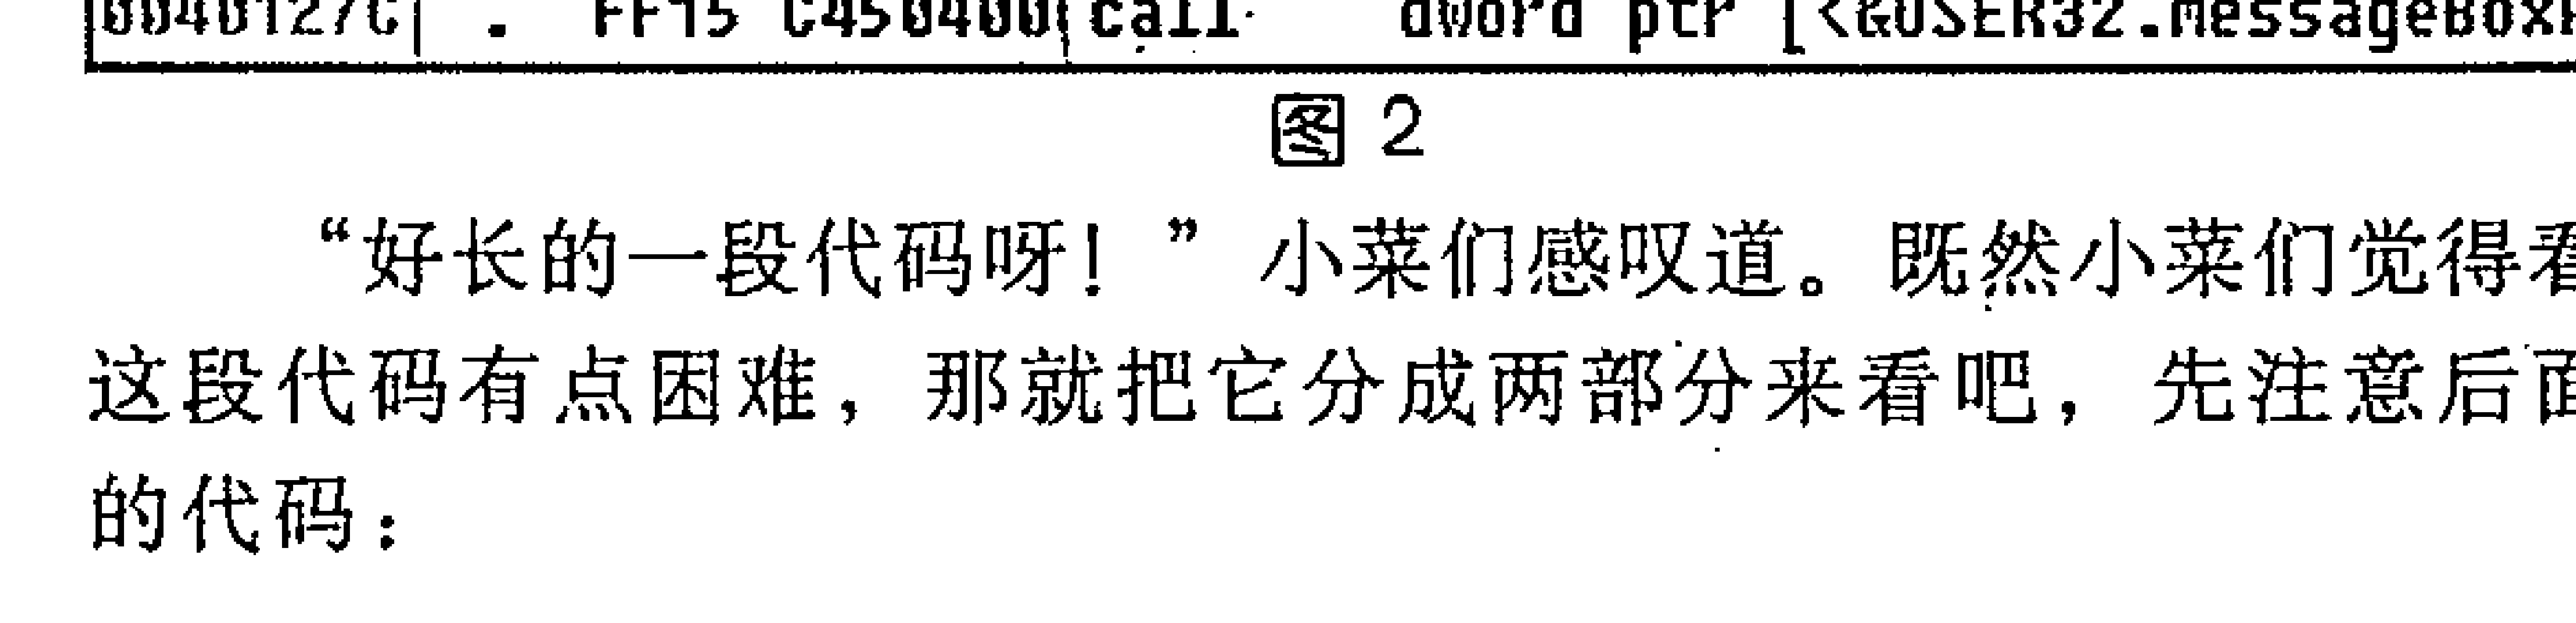 0040127C . FF15 C4504000 call dword ptr [<&USER32.MessageBox
图 2
“好长的一段代码呀！”小菜们感叹道。既然小菜们觉得看
这段代码有点困难，那就把它分成两部分来看吧，先注意后面
的代码：